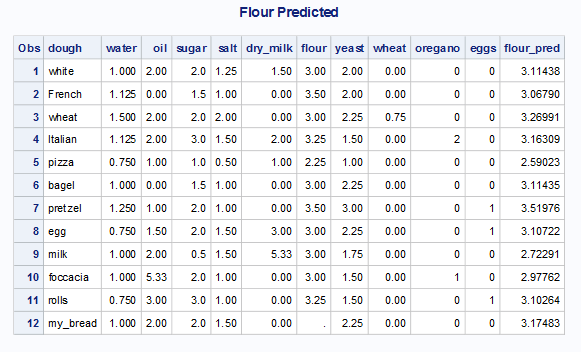 Flour Predicted
Obs dough water oil sugar salt dry_milk flour yeast wheat oregano eggs flour_pred
1 white 1.000 2.00 2.0 1.25 1.50 3.00 2.00 0.00 0 0 3.11438
2 French 1.125 0.00 1.5 1.00 0.00 3.50 2.00 0.00 0 0 3.06790
3 wheat 1.500 2.00 2.0 2.00 0.00 3.00 2.25 0.75 0 0 3.26991
4 Italian 1.125 2.00 3.0 1.50 2.00 3.25 1.50 0.00 2 0 3.16309
5 pizza 0.750 1.00 1.0 0.50 1.00 2.25 1.00 0.00 0 0 2.59023
6 bagel 1.000 0.00 1.5 1.00 0.00 3.00 2.25 0.00 0 0 3.11435
7 pretzel 1.250 1.00 2.0 1.00 0.00 3.50 3.00 0.00 0 1 3.51976
8 egg 0.750 1.50 2.0 1.50 3.00 3.00 2.25 0.00 0 1 3.10722
9 milk 1.000 2.00 0.5 1.50 5.33 3.00 1.75 0.00 0 0 2.72291
10 foccacia 1.000 5.33 2.0 1.00 0.00 3.00 1.50 0.00 1 0 2.97762
11 rolls 0.750 3.00 3.0 1.00 0.00 3.25 1.50 0.00 0 1 3.10264
12 my_bread 1.000 2.00 2.0 1.50 0.00 . 2.25 0.00 0 0 3.17483